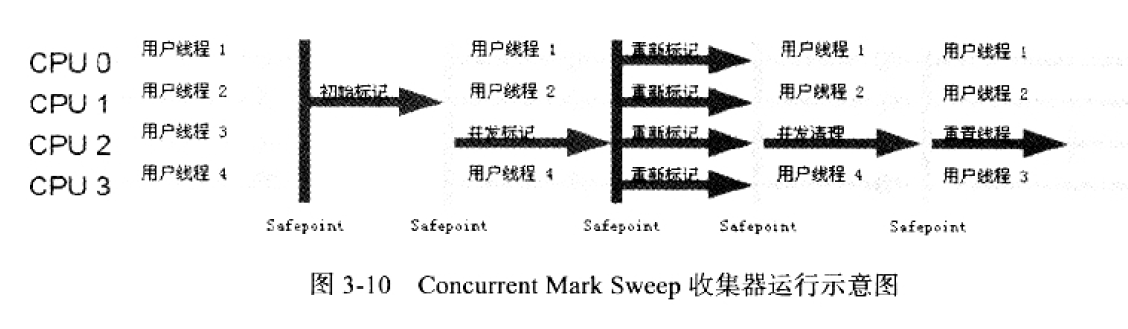 CPU 0 用户线程 1 用户线程 1 重新标记 用户线程 1 用户线程 1
CPU 1 用户线程 2 初始标记 用户线程 2 重新标记 用户线程 2 用户线程 2
CPU 2 用户线程 3 并发标记 重新标记 并发清理 重置线程
CPU 3 用户线程 4 用户线程 4 重新标记 用户线程 4 用户线程 3
Safepoint Safepoint Safepoint Safepoint Safepoint
图 3-10 Concurrent Mark Sweep 收集器运行示意图